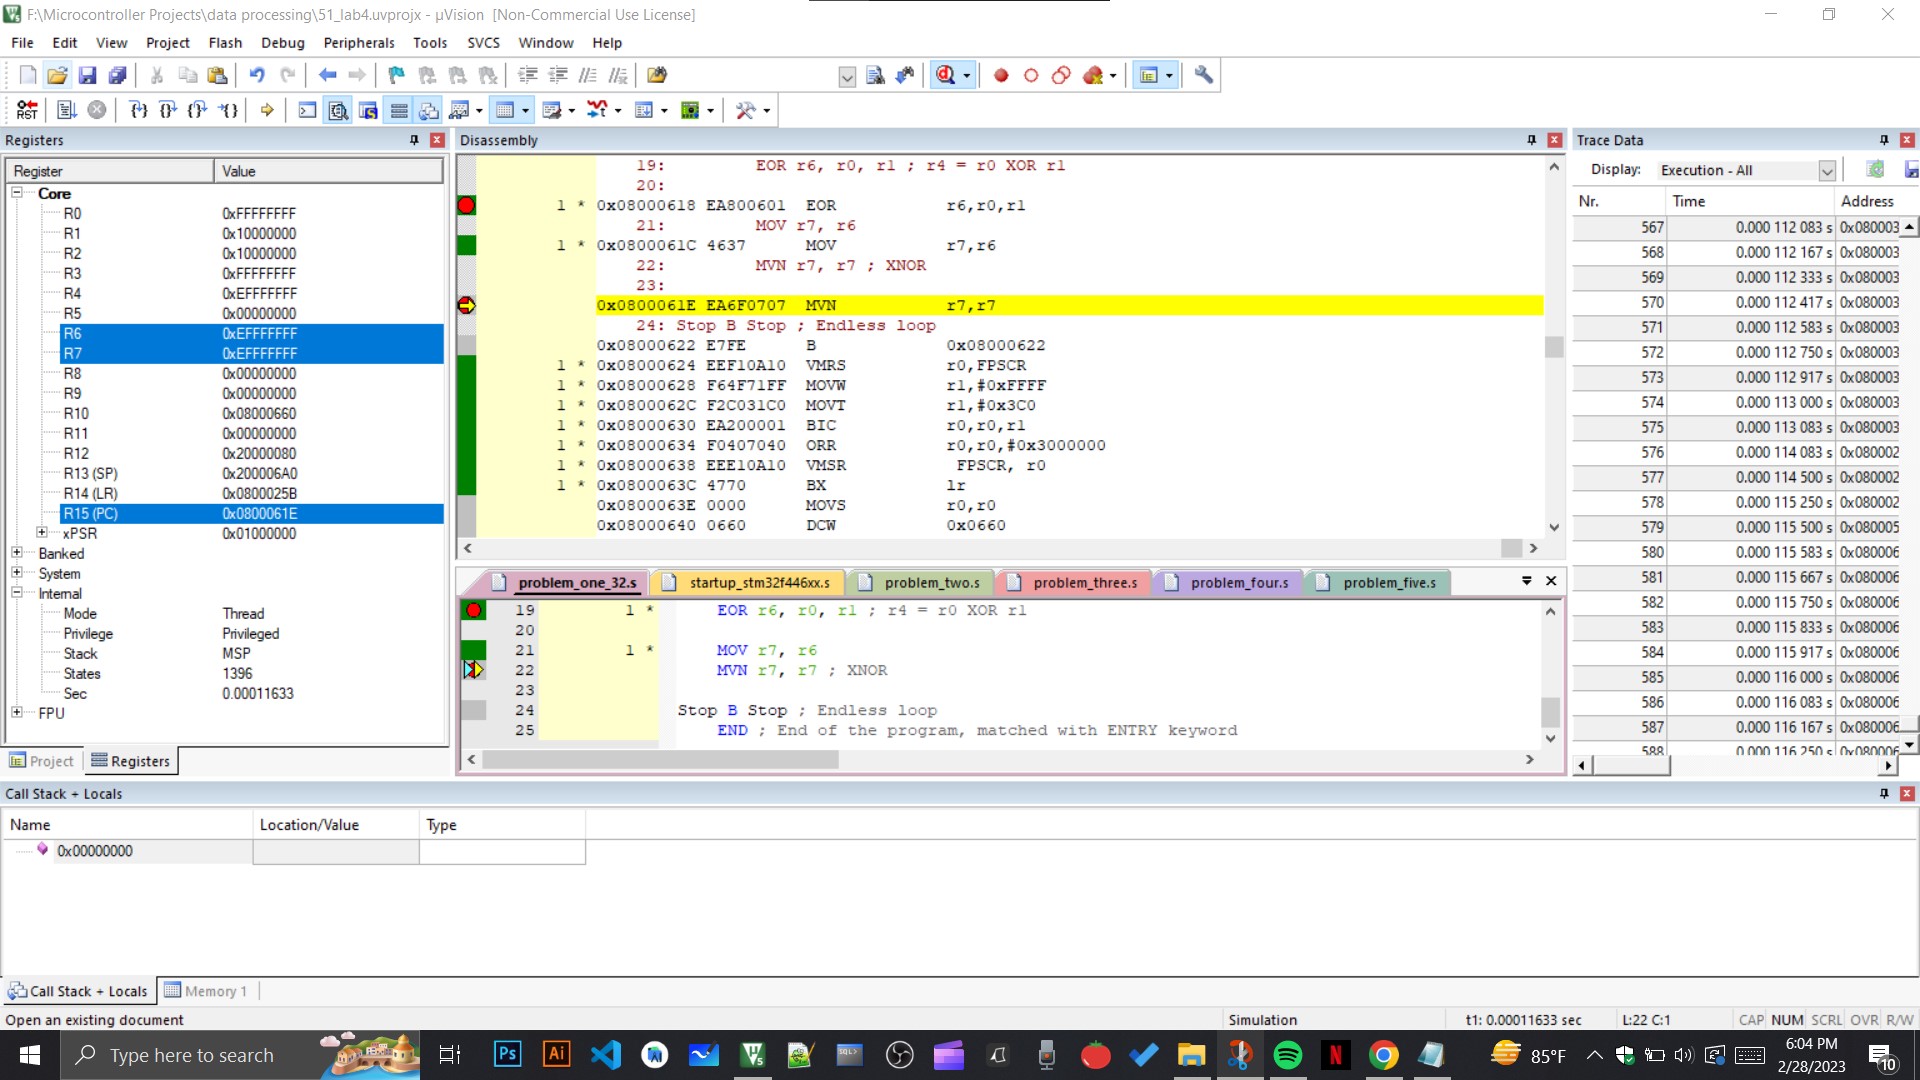 F:\Microcontroller Projects\data processing\51_lab4.uvprojx - µVision [Non-Commercial Use License]
File Edit View Project Flash Debug Peripherals Tools SVCS Window Help
Registers
Register Value
Core
R0 0xFFFFFFFF
R1 0x10000000
R2 0x10000000
R3 0xFFFFFFFF
R4 0xEFFFFFFF
R5 0x00000000
R6 0xEFFFFFFF
R7 0xEFFFFFFF
R8 0x00000000
R9 0x00000000
R10 0x08000660
R11 0x00000000
R12 0x20000080
R13 (SP) 0x200006A0
R14 (LR) 0x0800025B
R15 (PC) 0x0800061E
xPSR 0x01000000
Banked
System
Internal
Mode Thread
Privilege Privileged
Stack MSP
States 1396
Sec 0.00011633
FPU
Project Registers
Disassembly
19: EOR r6, r0, r1 ; r4 = r0 XOR r1
20:
1 * 0x08000618 EA800601 EOR r6,r0,r1
21: MOV r7, r6
1 * 0x0800061C 4637 MOV r7,r6
22: MVN r7, r7 ; XNOR
23:
0x0800061E EA6F0707 MVN r7,r7
24: Stop B Stop ; Endless loop
0x08000622 E7FE B 0x08000622
1 * 0x08000624 EEF10A10 VMRS r0,FPSCR
1 * 0x08000628 F64F71FF MOVW r1,#0xFFFF
1 * 0x0800062C F2C031C0 MOVT r1,#0x3C0
1 * 0x08000630 EA200001 BIC r0,r0,r1
1 * 0x08000634 F0407040 ORR r0,r0,#0x3000000
1 * 0x08000638 EEE10A10 VMSR FPSCR, r0
1 * 0x0800063C 4770 BX lr
0x0800063E 0000 MOVS r0,r0
0x08000640 0660 DCW 0x0660
problem_one_32.s startup_stm32f446xx.s problem_two.s problem_three.s problem_four.s problem_five.s
19 1 * EOR r6, r0, r1 ; r4 = r0 XOR r1
20
21 1 * MOV r7, r6
22 MVN r7, r7 ; XNOR
23
24 Stop B Stop ; Endless loop
25 END ; End of the program, matched with ENTRY keyword
Trace Data
Display: Execution - All
Nr. Time Address
567 0.000 112 083 s 0x080003
568 0.000 112 167 s 0x080003
569 0.000 112 333 s 0x080003
570 0.000 112 417 s 0x080003
571 0.000 112 583 s 0x080003
572 0.000 112 750 s 0x080003
573 0.000 112 917 s 0x080003
574 0.000 113 000 s 0x080003
575 0.000 113 083 s 0x080003
576 0.000 114 083 s 0x080002
577 0.000 114 500 s 0x080002
578 0.000 115 250 s 0x080002
579 0.000 115 500 s 0x080005
580 0.000 115 583 s 0x080006
581 0.000 115 667 s 0x080006
582 0.000 115 750 s 0x080006
583 0.000 115 833 s 0x080006
584 0.000 115 917 s 0x080006
585 0.000 116 000 s 0x080006
586 0.000 116 083 s 0x080006
587 0.000 116 167 s 0x080006
588 0.000 116 250 s 0x080006
Call Stack + Locals
Name Location/Value Type
0x00000000
Call Stack + Locals Memory 1
Open an existing document Simulation t1: 0.00011633 sec L:22 C:1 CAP NUM SCRL OVR R/W
Type here to search
Ps Ai
85°F
6:04 PM
2/28/2023
10